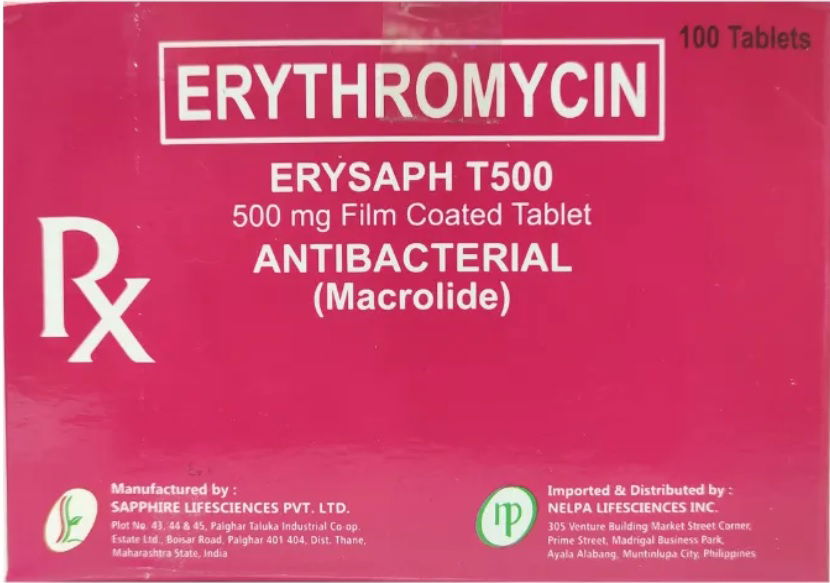 100 Tablets
ERYTHROMYCIN
ERYSAPH T500
500 mg Film Coated Tablet
ANTIBACTERIAL
(Macrolide)
Rx
Manufactured by :
SAPPHIRE LIFESCIENCES PVT. LTD.
Plot No. 43, 44 & 45, Palghar Taluka Industrial Co-op.
Estate Ltd., Boisar Road, Palghar 401 404, Dist. Thane,
Maharashtra State, India
np
Imported & Distributed by :
NELPA LIFESCIENCES INC.
305 Venture Building Market Street Corner,
Prime Street, Madrigal Business Park,
Ayala Alabang, Muntinlupa City, Philippines